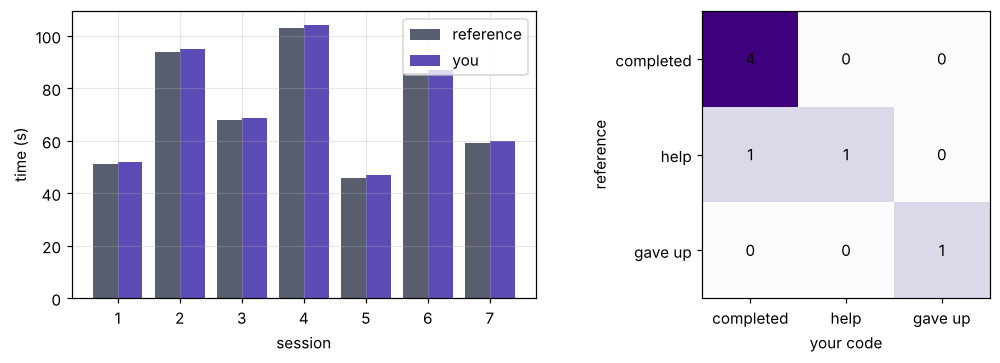 time (s)
100
80
60
40
20
0
1 2 3 4 5 6 7
session
reference
you
reference
completed
help
gave up
4 0 0
1 1 0
0 0 1
completed help gave up
your code